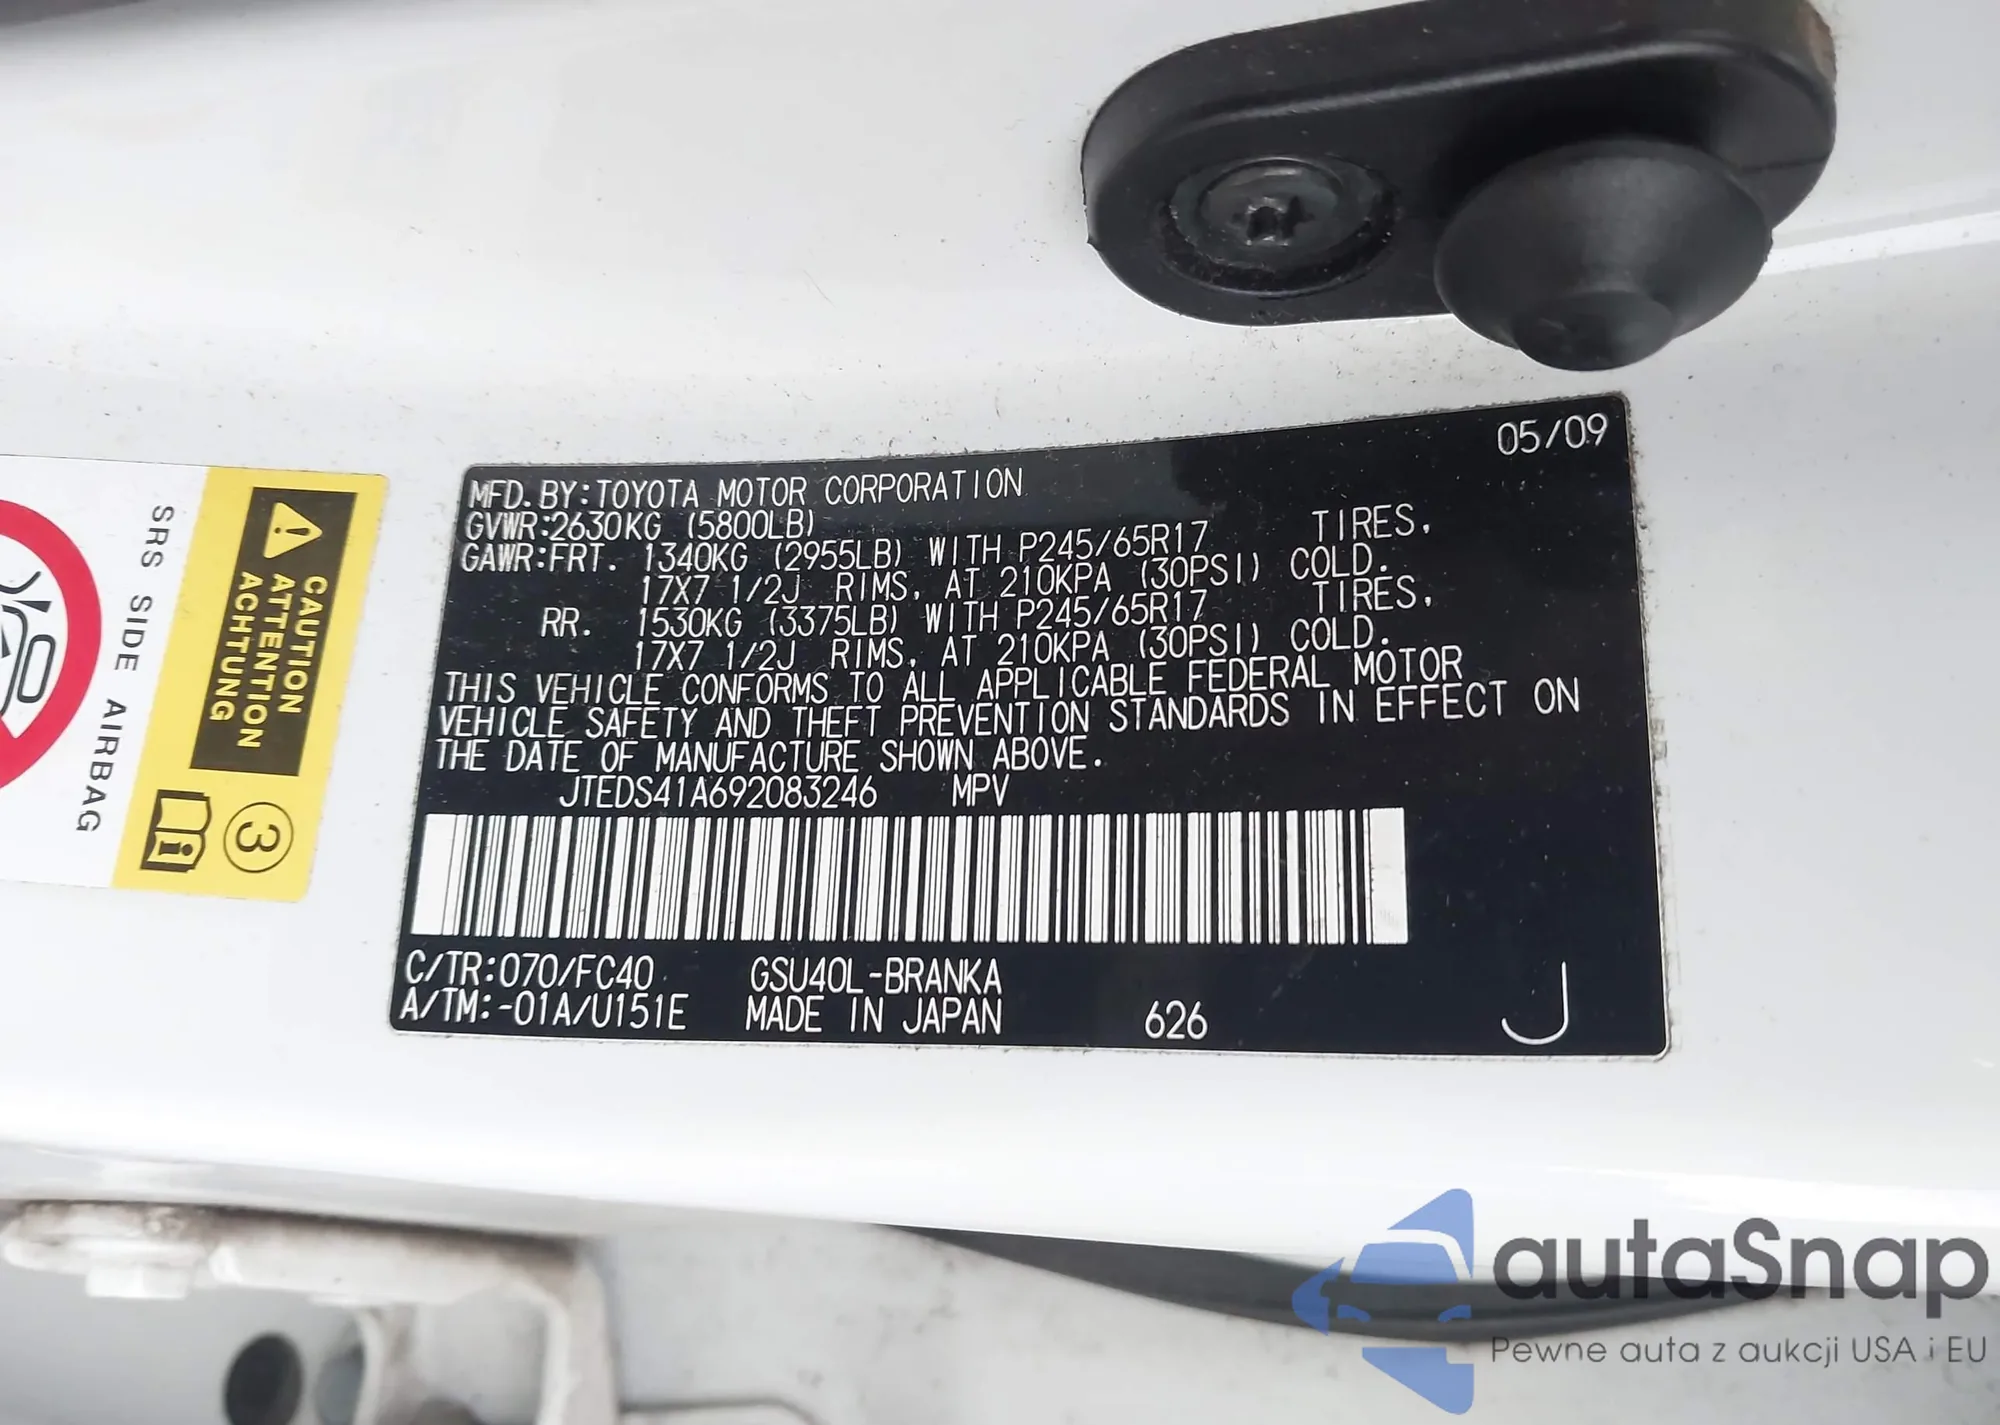 05/09
MFD.BY:TOYOTA MOTOR CORPORATION
GVWR:2630KG (5800LB)
GAWR:FRT. 1340KG (2955LB) WITH P245/65R17 TIRES,
17X7 1/2J RIMS, AT 210KPA (30PSI) COLD.
RR. 1530KG (3375LB) WITH P245/65R17 TIRES,
17X7 1/2J RIMS, AT 210KPA (30PSI) COLD.
THIS VEHICLE CONFORMS TO ALL APPLICABLE FEDERAL MOTOR
VEHICLE SAFETY AND THEFT PREVENTION STANDARDS IN EFFECT ON
THE DATE OF MANUFACTURE SHOWN ABOVE.
JTEDS41A692083246 MPV
C/TR:070/FC40 GSU40L-BRANKA
A/TM:-01A/U151E MADE IN JAPAN 626 J
CAUTION
ATTENTION
ACHTUNG
3
i
SRS SIDE AIRBAG
autaSnap
Pewne auta z aukcji USA i EU